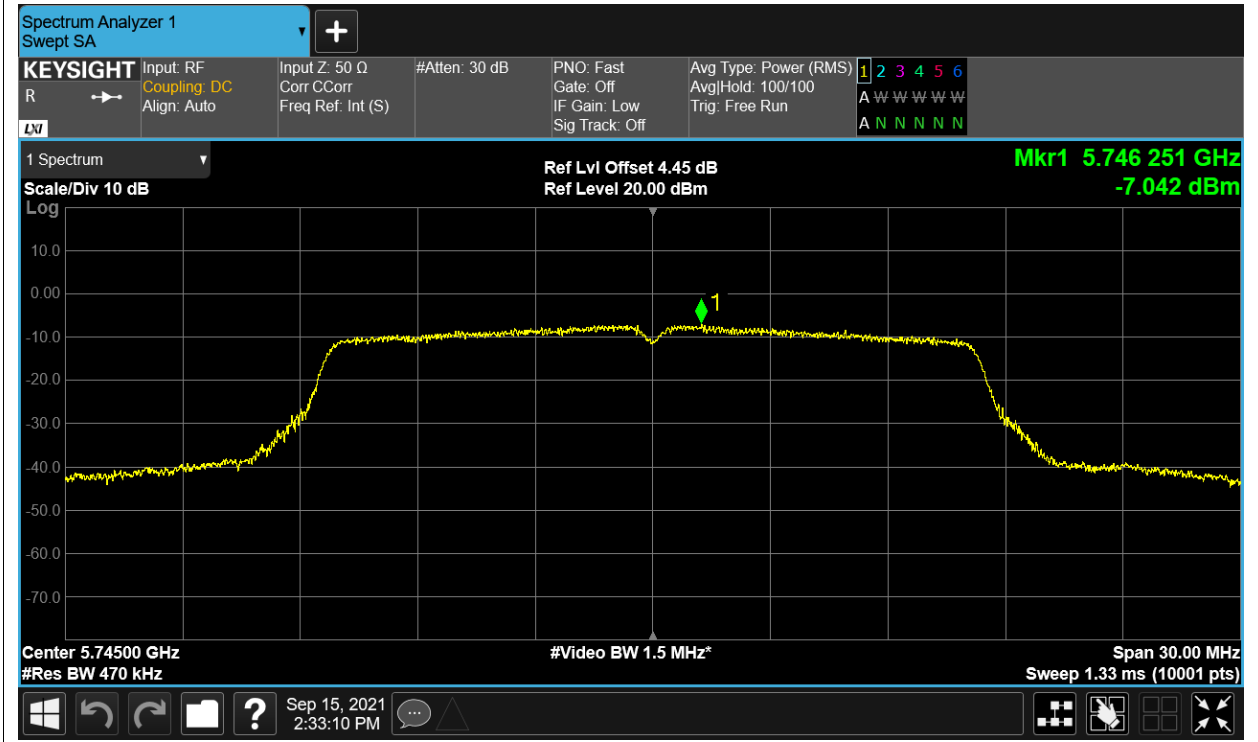 Spectrum Analyzer 1
Swept SA
KEYSIGHT
R
LXI
Input: RF
Coupling: DC
Align: Auto
Input Z: 50 Ω
Corr CCorr
Freq Ref: Int (S)
#Atten: 30 dB
PNO: Fast
Gate: Off
IF Gain: Low
Sig Track: Off
Avg Type: Power (RMS)
Avg|Hold: 100/100
Trig: Free Run
1 2 3 4 5 6
A W W W W W
A N N N N N
1 Spectrum
Scale/Div 10 dB
Log
Ref Lvl Offset 4.45 dB
Ref Level 20.00 dBm
Mkr1 5.746 251 GHz
-7.042 dBm
10.0
0.00
1
-10.0
-20.0
-30.0
-40.0
-50.0
-60.0
-70.0
Center 5.74500 GHz
#Res BW 470 kHz
#Video BW 1.5 MHz*
Span 30.00 MHz
Sweep 1.33 ms (10001 pts)
?
Sep 15, 2021
2:33:10 PM